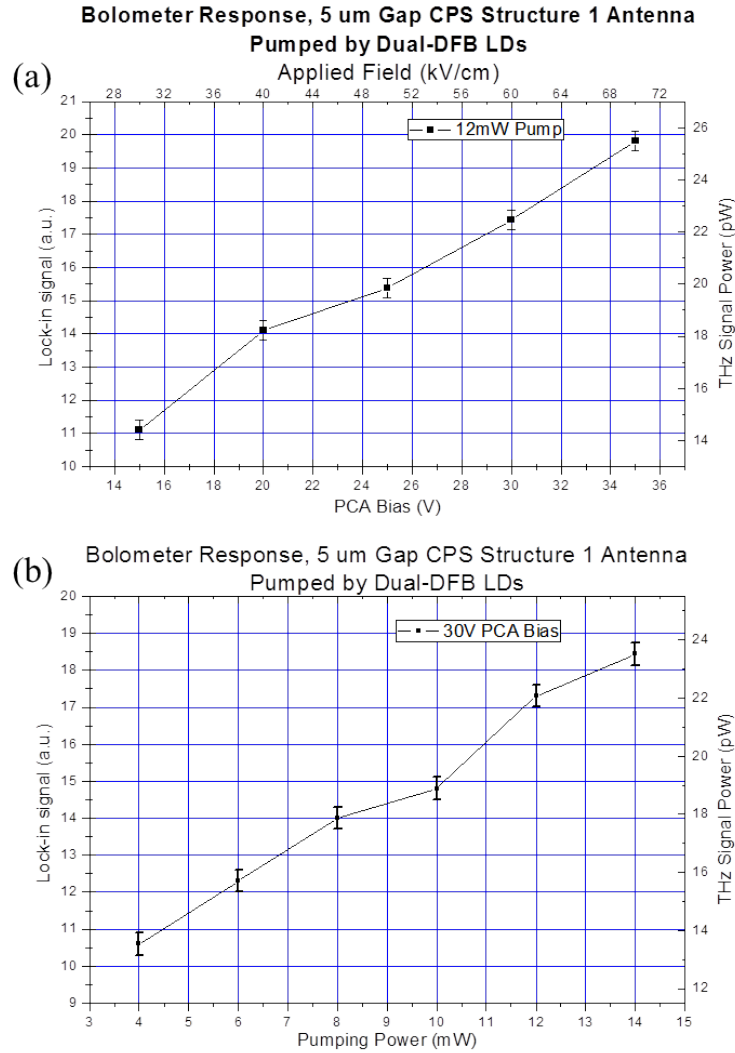 Bolometer Response, 5 um Gap CPS Structure 1 Antenna
Pumped by Dual-DFB LDs
(a)
Applied Field (kV/cm)
28 32 36 40 44 48 52 56 60 64 68 72
21
20
19
18
17
16
15
14
13
12
11
10
Lock-in signal (a.u.)
12mW Pump
26
24
22
20
18
16
14
THz Signal Power (pW)
14 16 18 20 22 24 26 28 30 32 34 36
PCA Bias (V)
(b)
Bolometer Response, 5 um Gap CPS Structure 1 Antenna
Pumped by Dual-DFB LDs
20
19
18
17
16
15
14
13
12
11
10
9
Lock-in signal (a.u.)
30V PCA Bias
24
22
20
18
16
14
12
THz Signal Power (pW)
3 4 5 6 7 8 9 10 11 12 13 14 15
Pumping Power (mW)